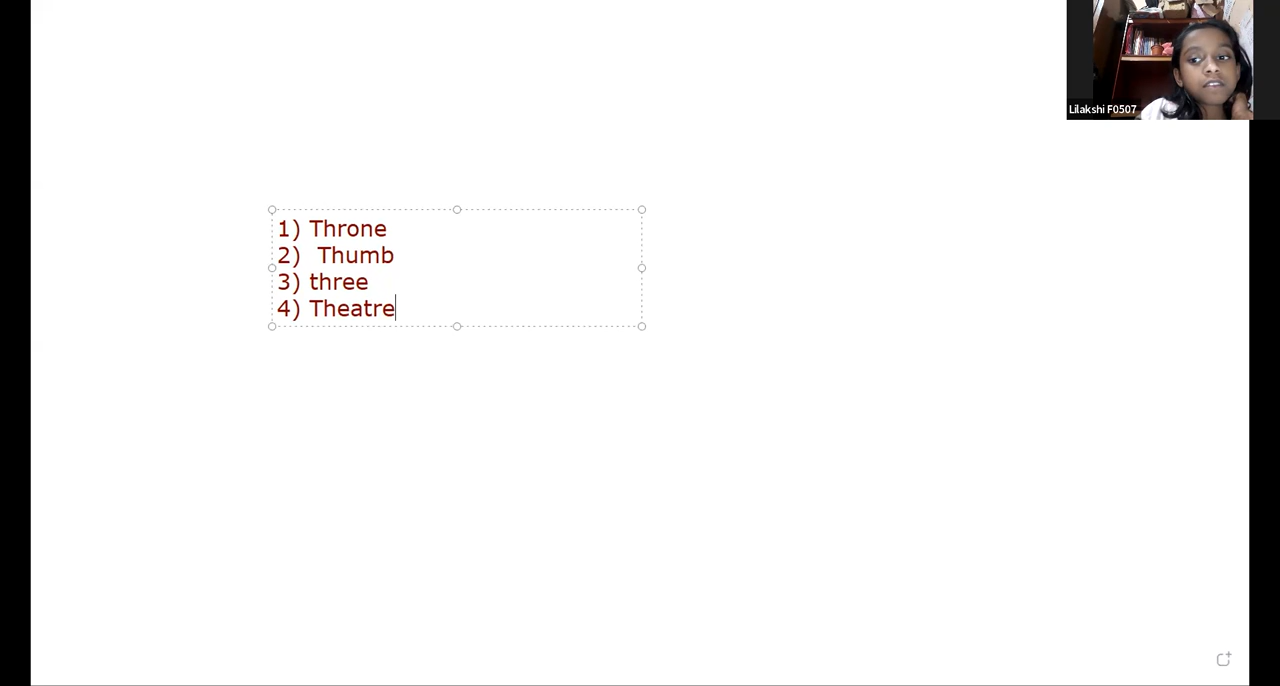 Lilakshi F0507
1) Throne
2)  Thumb
3) three
4) Theatre